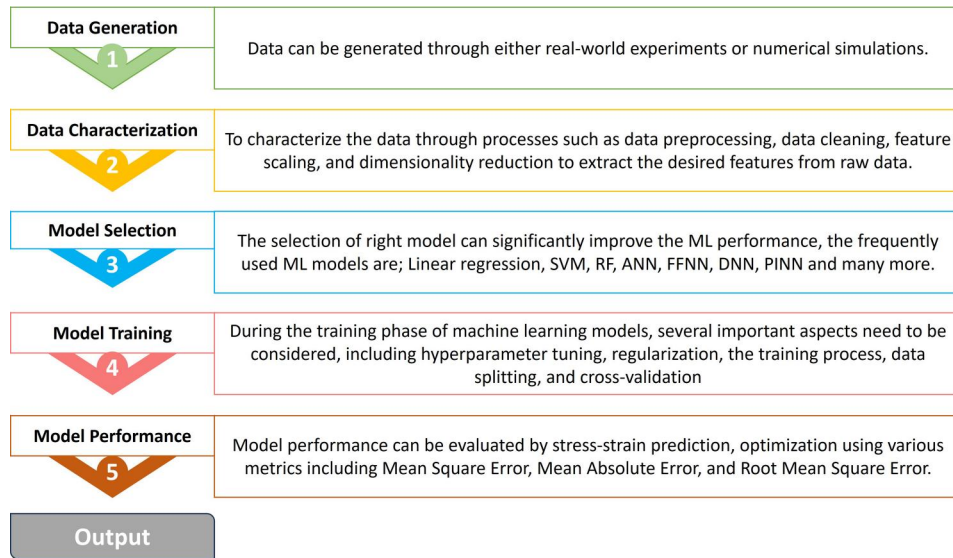 Data Generation
1
Data can be generated through either real-world experiments or numerical simulations.
Data Characterization
2
To characterize the data through processes such as data preprocessing, data cleaning, feature
scaling, and dimensionality reduction to extract the desired features from raw data.
Model Selection
3
The selection of right model can significantly improve the ML performance, the frequently
used ML models are; Linear regression, SVM, RF, ANN, FFNN, DNN, PINN and many more.
Model Training
4
During the training phase of machine learning models, several important aspects need to be
considered, including hyperparameter tuning, regularization, the training process, data
splitting, and cross-validation
Model Performance
5
Model performance can be evaluated by stress-strain prediction, optimization using various
metrics including Mean Square Error, Mean Absolute Error, and Root Mean Square Error.
Output